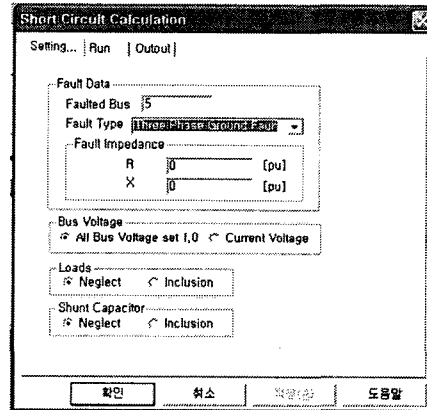 Short Circuit Calculation
Setting... Run Output
Fault Data
Faulted Bus 5
Fault Type Three Phase Ground Faul
Fault Impedance
R 0 [pu]
X 0 [pu]
Bus Voltage
All Bus Voltage set 1,0 Current Voltage
Loads
Neglect Inclusion
Shunt Capacitor
Neglect Inclusion
확인 취소 도움말